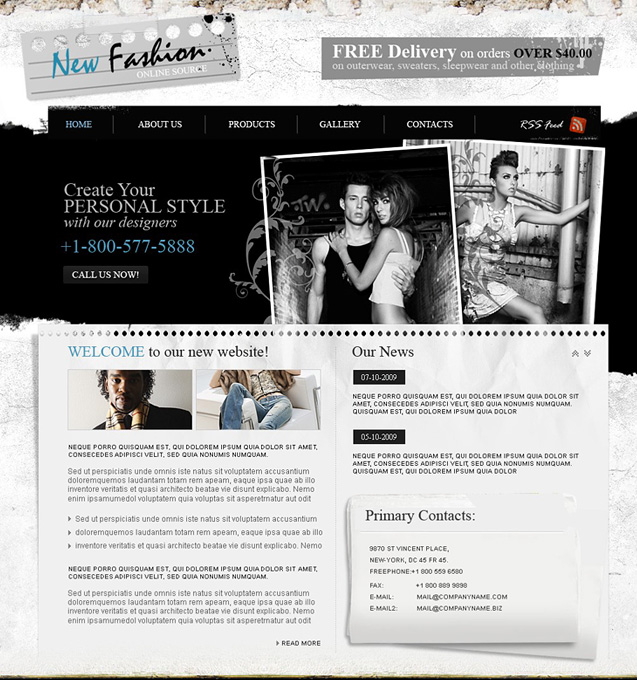 New Fashion.
ONLINE SOURCE
FREE Delivery on orders OVER $40.00
on outerwear, sweaters, sleepwear and other clothing
HOME
ABOUT US
PRODUCTS
GALLERY
CONTACTS
RSS Feed
Create Your
PERSONAL STYLE
with our designers
+1-800-577-5888
CALL US NOW!
WELCOME to our new website!
NEQUE PORRO QUISQUAM EST, QUI DOLOREM IPSUM QUIA DOLOR SIT AMET,
CONSECEDES ADIPISCI VELIT, SED QUIA NONUMIS NUMQUAM.
Sed ut perspiciatis unde omnis iste natus sit voluptatem accusantium
doloremquemos laudantam totam rem apeam, eaque ipsa quae ab illo
inventore veritatis et quasi architecto beatae vie disunt explicabo. Nemo
enim ipsamumed volutatem quia voluptas sit aspernatmatur aut odit
Sed ut perspiciatis unde omnis iste natus sit voluptatem accusantium
doloremquemos laudantam totam rem apeam, eaque ipsa quae ab illo
inventore veritatis et quasi architecto beatae vie disunt explicabo. Nemo
NEQUE PORRO QUISQUAM EST, QUI DOLOREM IPSUM QUIA DOLOR SIT AMET,
CONSECEDES ADIPISCI VELIT, SED QUIA NONUMIS NUMQUAM.
Sed ut perspiciatis unde omnis iste natus sit voluptatem accusantium
doloremquemos laudantam totam rem apeam, eaque ipsa quae ab illo
inventore veritatis et quasi architecto beatae vie disunt explicabo. Nemo
enim ipsamumed volutatem quia voluptas sit aspernatmatur aut odit
READ MORE
Our News
07-10-2009
NEQUE PORRO QUISQUAM EST, QUI DOLOREM IPSUM QUIA DOLOR SIT
AMET, CONSECEDES ADIPISCI VELIT, SED QUIA NONUMIS NUMQUAM.
QUISQUAM EST, QUI DOLOREM IPSUM QUIA DOLOR
05-10-2009
NEQUE PORRO QUISQUAM EST, QUI DOLOREM IPSUM QUIA DOLOR SIT
AMET, CONSECEDES ADIPISCI VELIT, SED QUIA NONUMIS NUMQUAM.
QUISQUAM EST, QUI DOLOREM IPSUM QUIA DOLOR
Primary Contacts:
9870 ST VINCENT PLACE,
NEW-YORK, DC 45 FR 45.
FREEPHONE:+1 800 559 6580
FAX: +1 800 889 9898
E-MAIL: MAIL@COMPANYNAME.COM
E-MAIL2: MAIL@COMPANYNAME.BIZ